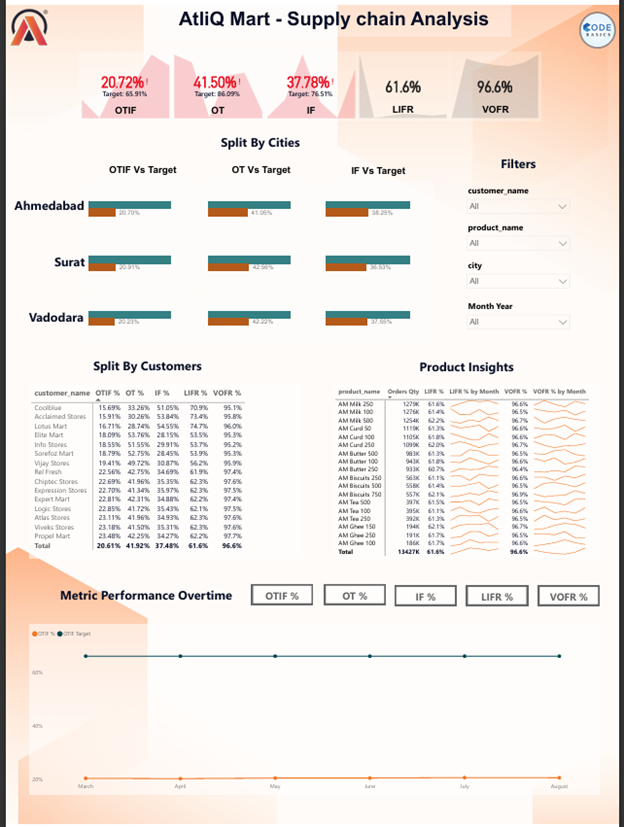 AtliQ Mart - Supply chain Analysis
CODE
BASICS
20.72%! 41.50%! 37.78%! 61.6% 96.6%
Target: 65.91% Target: 86.09% Target: 76.51%
OTIF OT IF LIFR VOFR
Split By Cities
OTIF Vs Target OT Vs Target IF Vs Target
Ahmedabad
20.70% 41.05% 38.25%
Surat
20.91% 42.56% 36.53%
Vadodara
20.23% 42.22% 37.55%
Filters
customer_name
All
product_name
All
city
All
Month Year
All
Split By Customers
customer_name OTIF % OT % IF % LIFR % VOFR %
Coolblue 15.69% 33.26% 51.05% 70.9% 95.1%
Acclaimed Stores 15.91% 30.26% 53.84% 73.4% 95.8%
Lotus Mart 16.71% 28.74% 54.55% 74.7% 96.0%
Elite Mart 18.09% 53.76% 28.15% 53.5% 95.3%
Info Stores 18.55% 51.55% 29.91% 53.7% 95.2%
Sorefoz Mart 18.79% 52.75% 28.45% 53.9% 95.3%
Vijay Stores 19.41% 49.72% 30.87% 56.2% 95.9%
Rel Fresh 22.56% 42.75% 34.69% 61.9% 97.4%
Chiptec Stores 22.69% 41.96% 35.35% 62.3% 97.5%
Expression Stores 22.70% 41.34% 35.97% 62.3% 97.5%
Expert Mart 22.81% 42.31% 34.88% 62.2% 97.4%
Logic Stores 22.85% 41.72% 35.43% 62.1% 97.5%
Atlas Stores 23.11% 41.96% 34.93% 62.3% 97.6%
Viveks Stores 23.18% 41.50% 35.31% 62.3% 97.6%
Propel Mart 23.48% 42.25% 34.27% 62.2% 97.7%
Total 20.61% 41.92% 37.48% 61.6% 96.6%
Product Insights
product_name Orders Qty LIFR % LIFR % by Month VOFR % VOFR % by Month
AM Milk 250 1279K 61.6% 96.6%
AM Milk 100 1276K 61.4% 96.5%
AM Milk 500 1254K 62.2% 96.7%
AM Curd 50 1119K 61.3% 96.6%
AM Curd 100 1105K 61.8% 96.6%
AM Curd 250 1099K 62.0% 96.7%
AM Butter 500 983K 61.3% 96.5%
AM Butter 100 943K 61.8% 96.6%
AM Butter 250 933K 60.7% 96.4%
AM Biscuits 250 563K 61.1% 96.6%
AM Biscuits 500 558K 61.4% 96.5%
AM Biscuits 750 557K 62.1% 96.9%
AM Tea 500 397K 61.5% 96.5%
AM Tea 100 395K 61.1% 96.6%
AM Tea 250 392K 61.3% 96.5%
AM Ghee 150 194K 62.1% 96.7%
AM Ghee 250 191K 61.7% 96.5%
AM Ghee 100 186K 61.7% 96.6%
Total 13427K 61.6% 96.6%
Metric Performance Overtime OTIF % OT % IF % LIFR % VOFR %
OTIF % OTIF Target
60%
40%
20%
March April May June July August